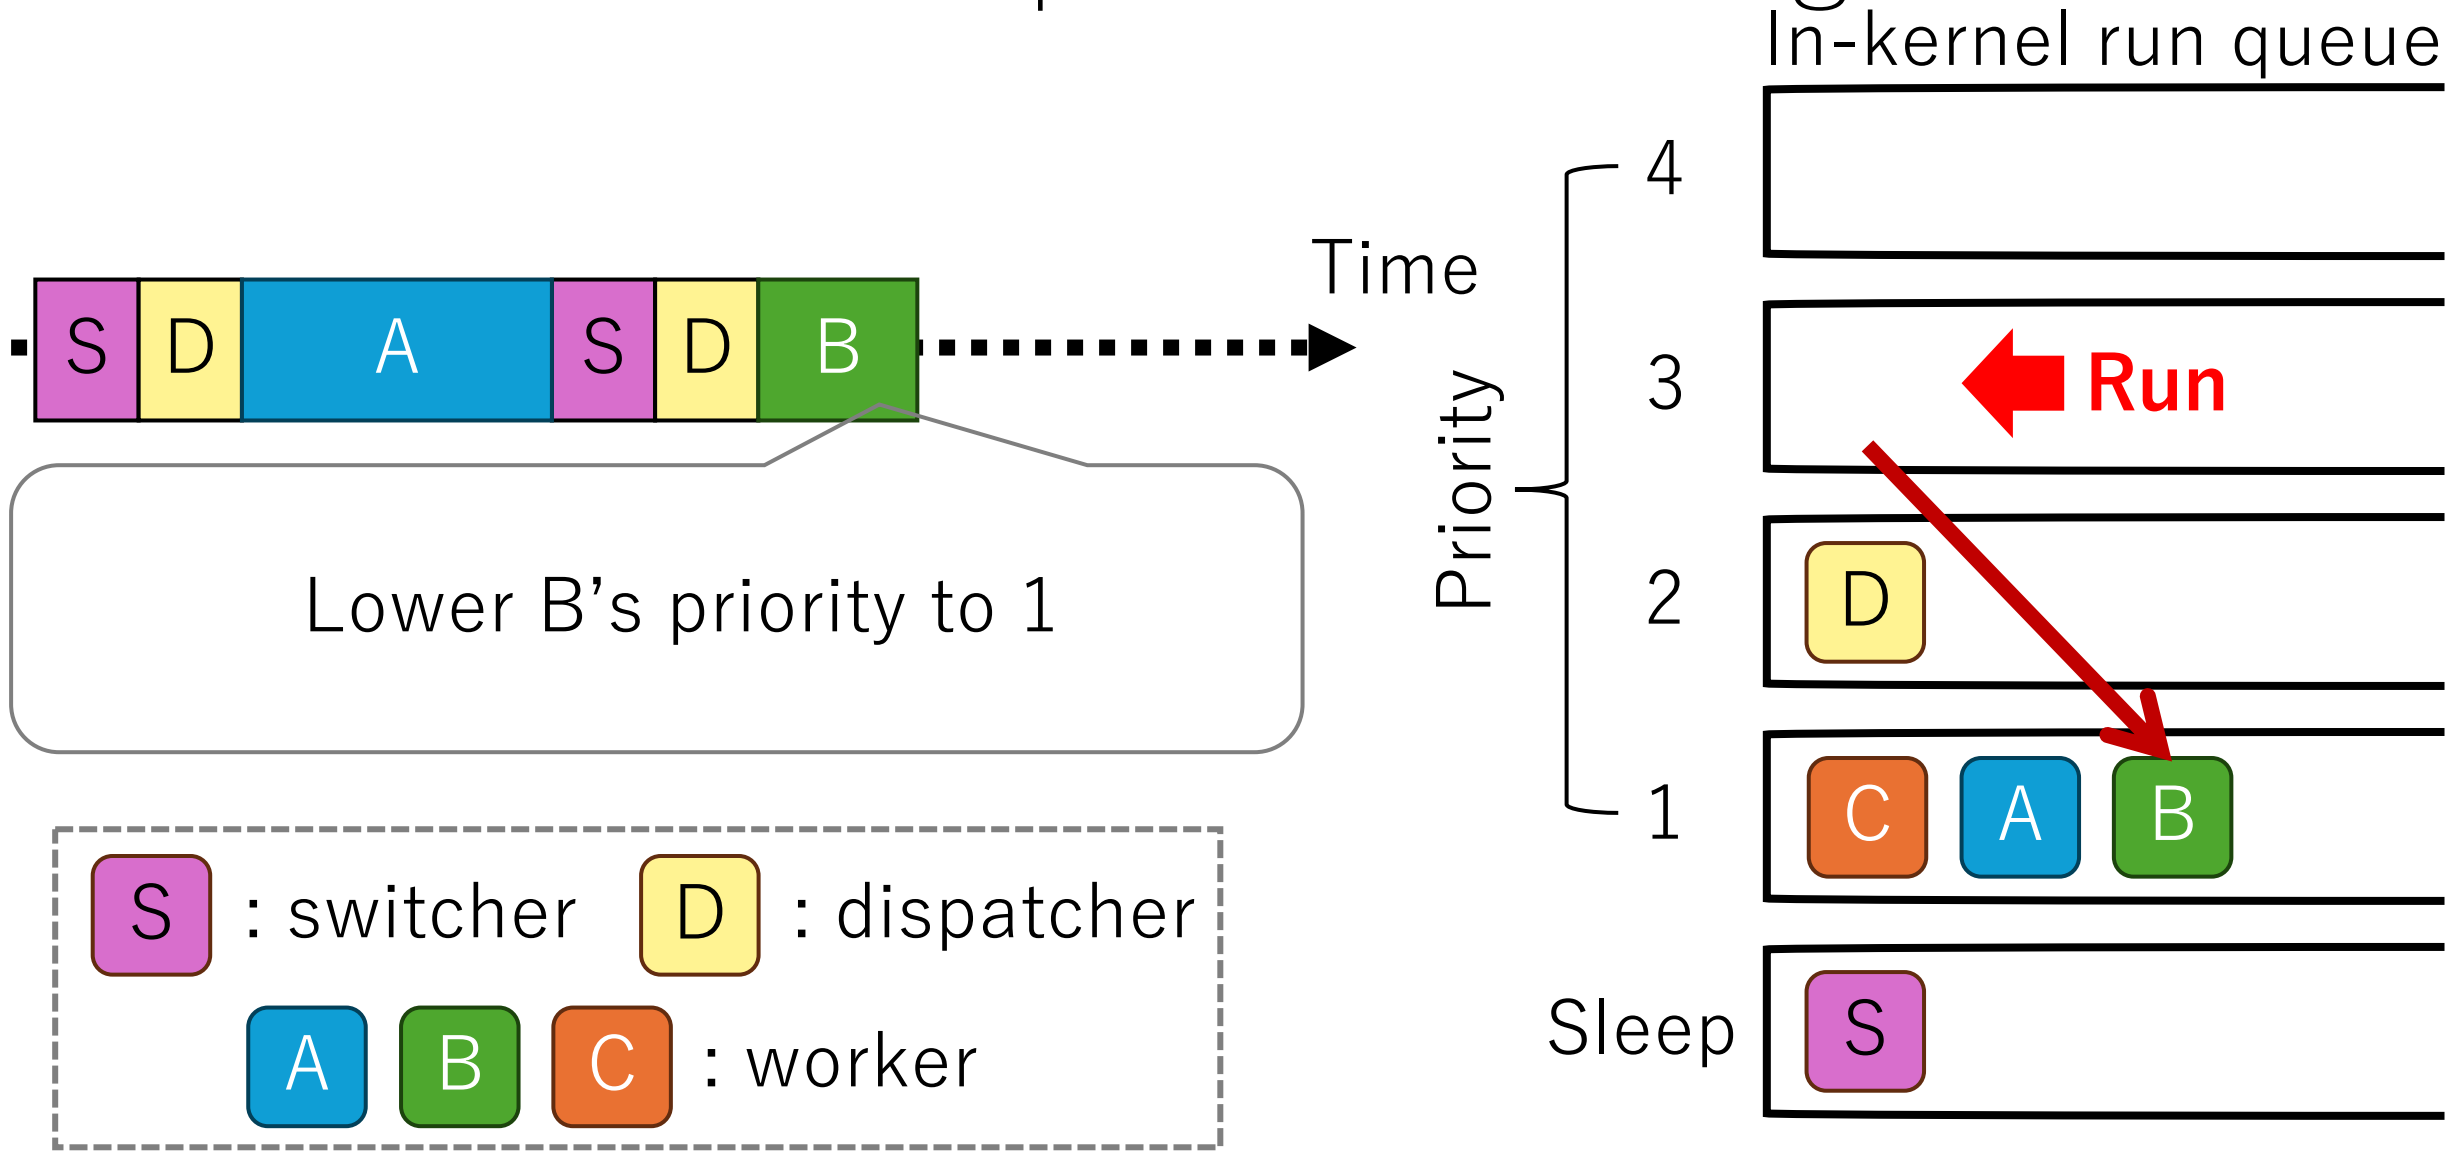 In-kernel run queue
4
Time
S D A S D B
3
Run
Priority
Lower B’s priority to 1
2
D
1
C A B
S : switcher D : dispatcher
A B C : worker
Sleep
S